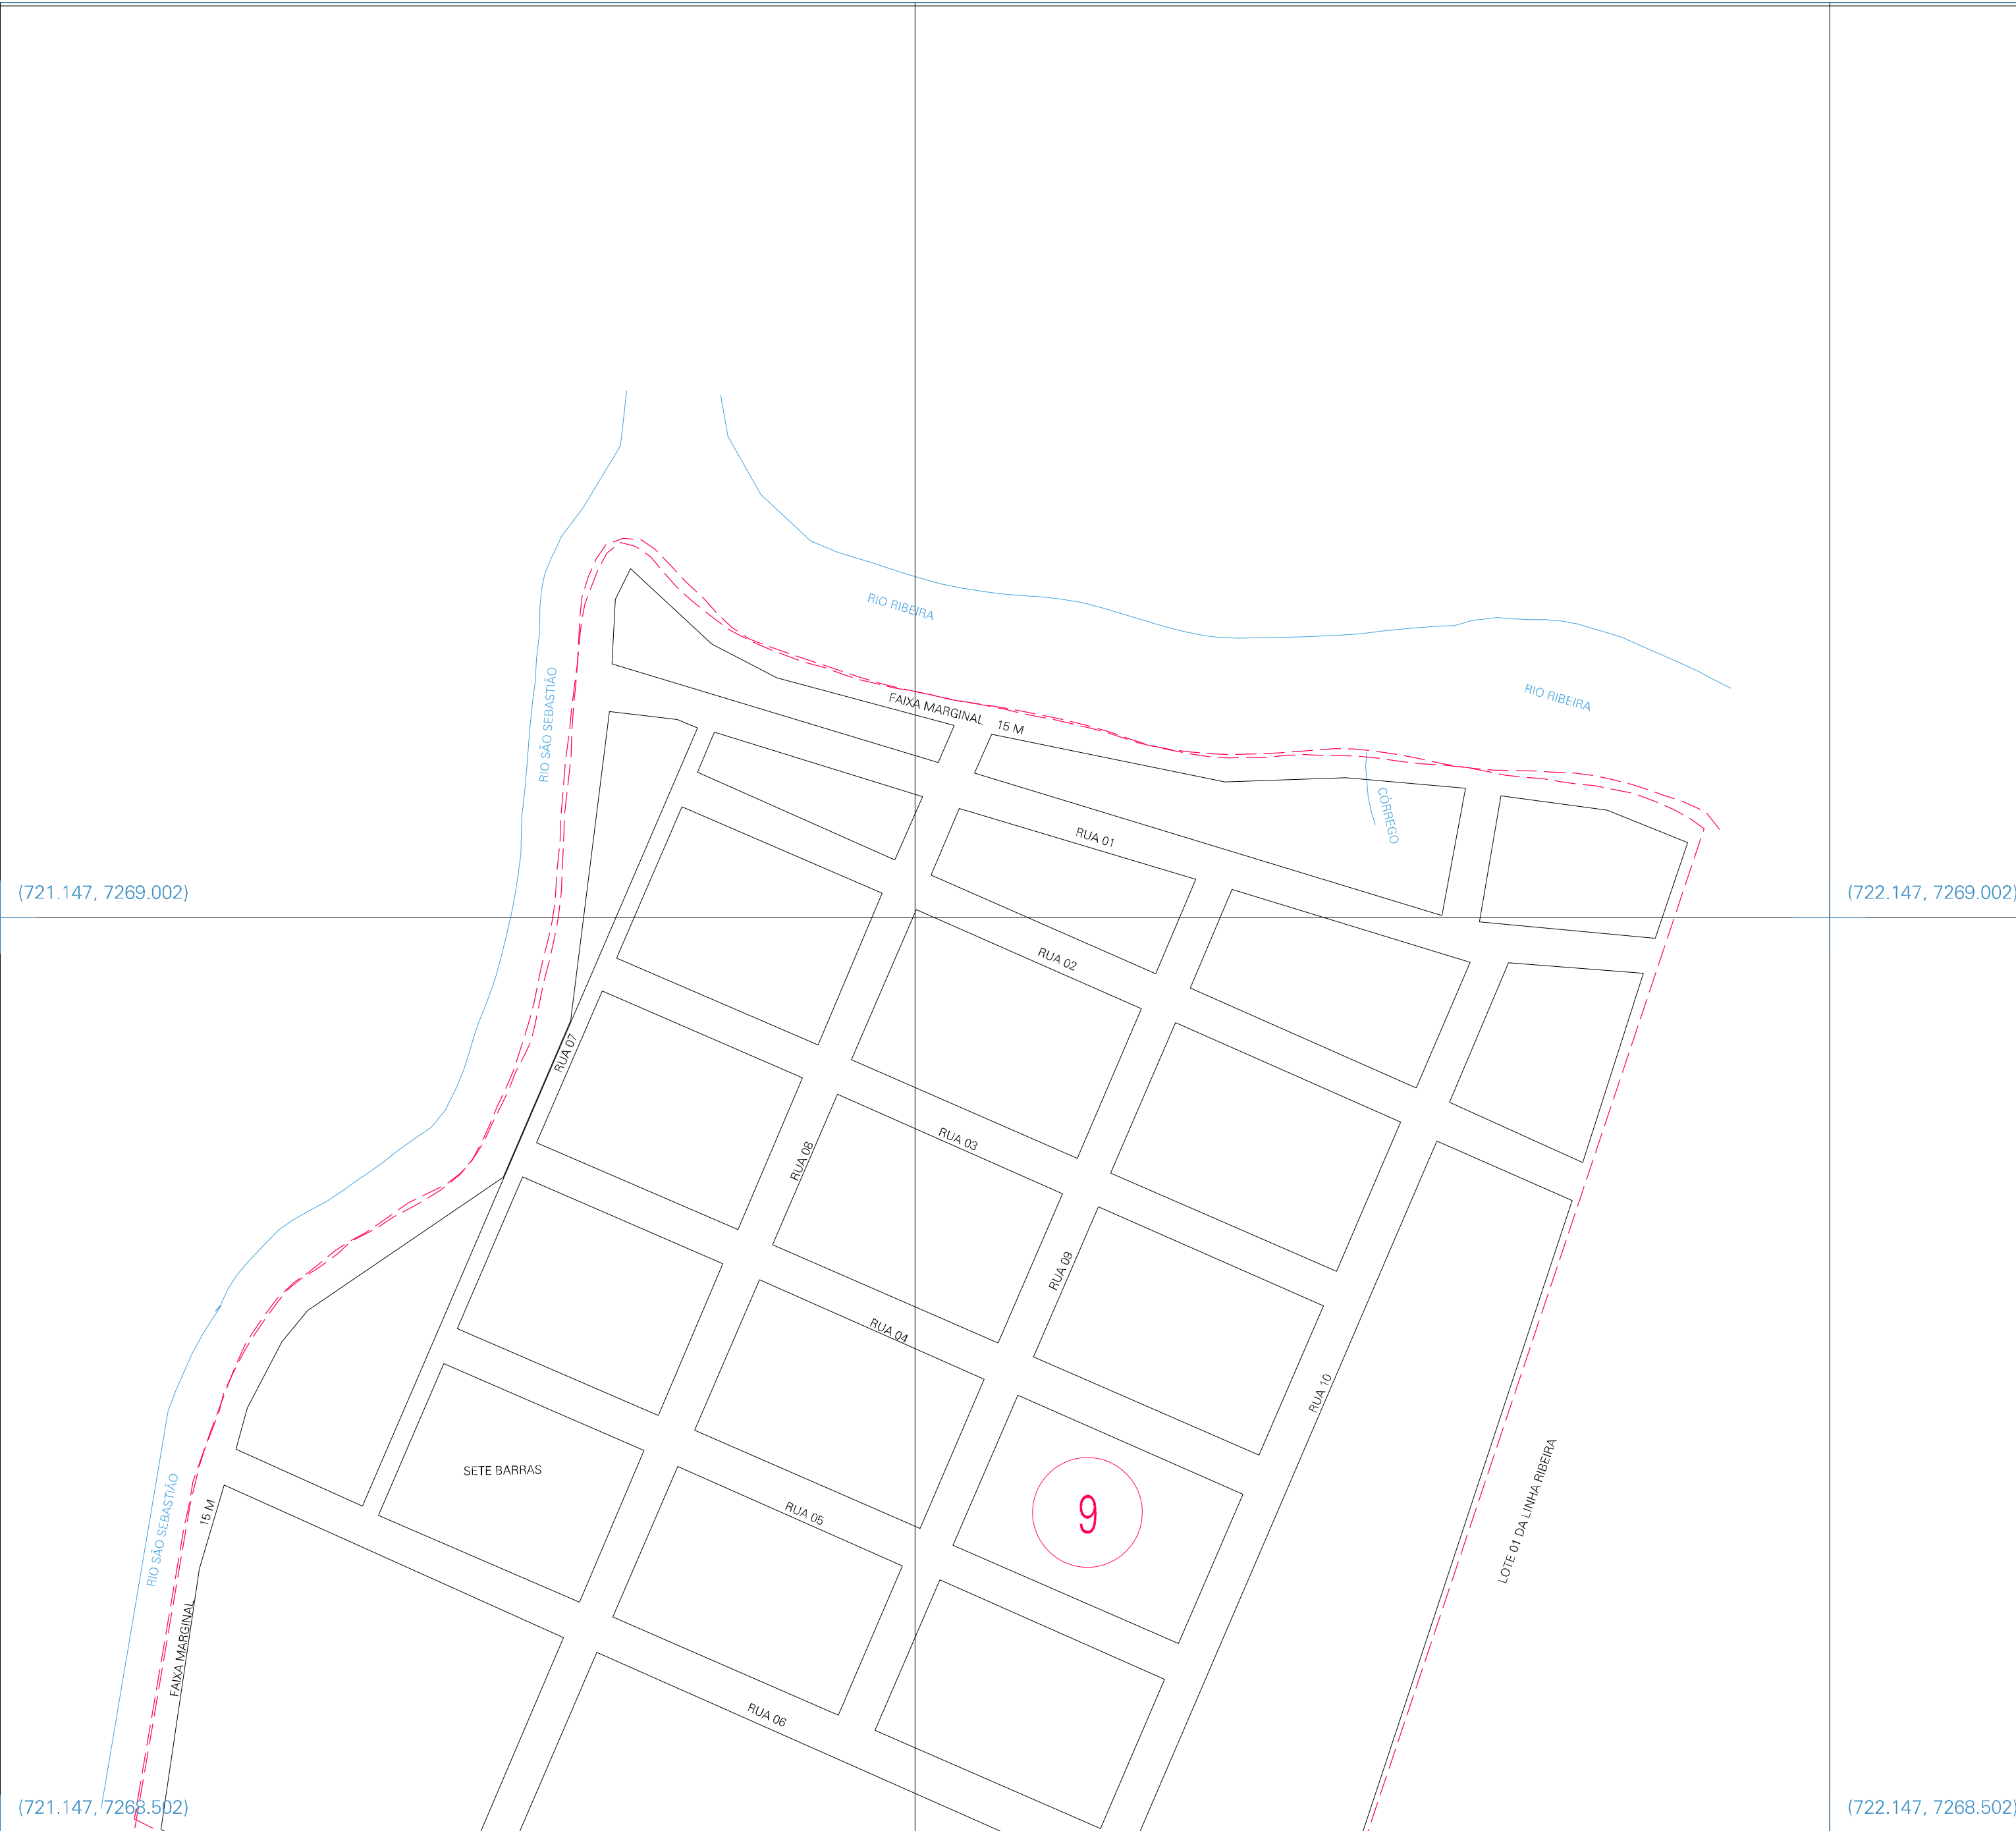 RiO RIBEIRA
RIO RIBEIRA
RIO SÃO SEBASTIÃO
FAIXA MARGINAL 15 M
CÓRREGO
RUA 01
(721.147, 7269.002)
(722.147, 7269.002)
RUA 02
RUA 07
RUA 03
RUA 08
RUA 09
RUA 04
RUA 10
SETE BARRAS
9
RUA 05
LOTE 01 DA LINHA RIBEIRA
RIO SÃO SEBASTIÃO
FAIXA MARGINAL 15 M
RUA 06
(721.147, 7268.502)
(722.147, 7268.502)